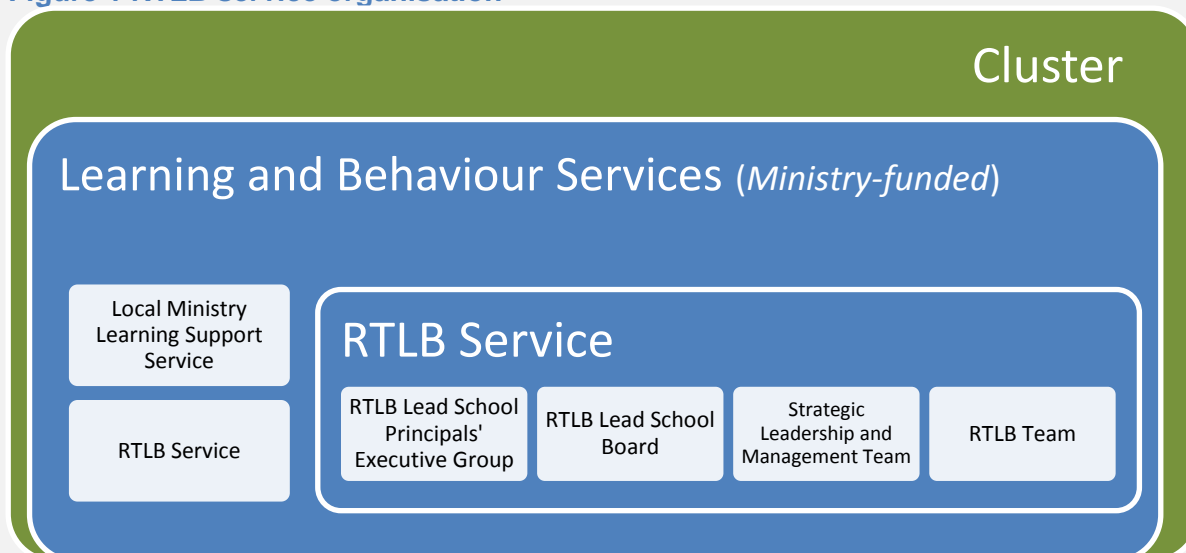 Cluster
Learning and Behaviour Services (Ministry-funded)
Local Ministry
Learning Support
Service
RTLB Service
RTLB Service
RTLB Lead School
Principals'
Executive Group
RTLB Lead School
Board
Strategic
Leadership and
Management Team
RTLB Team